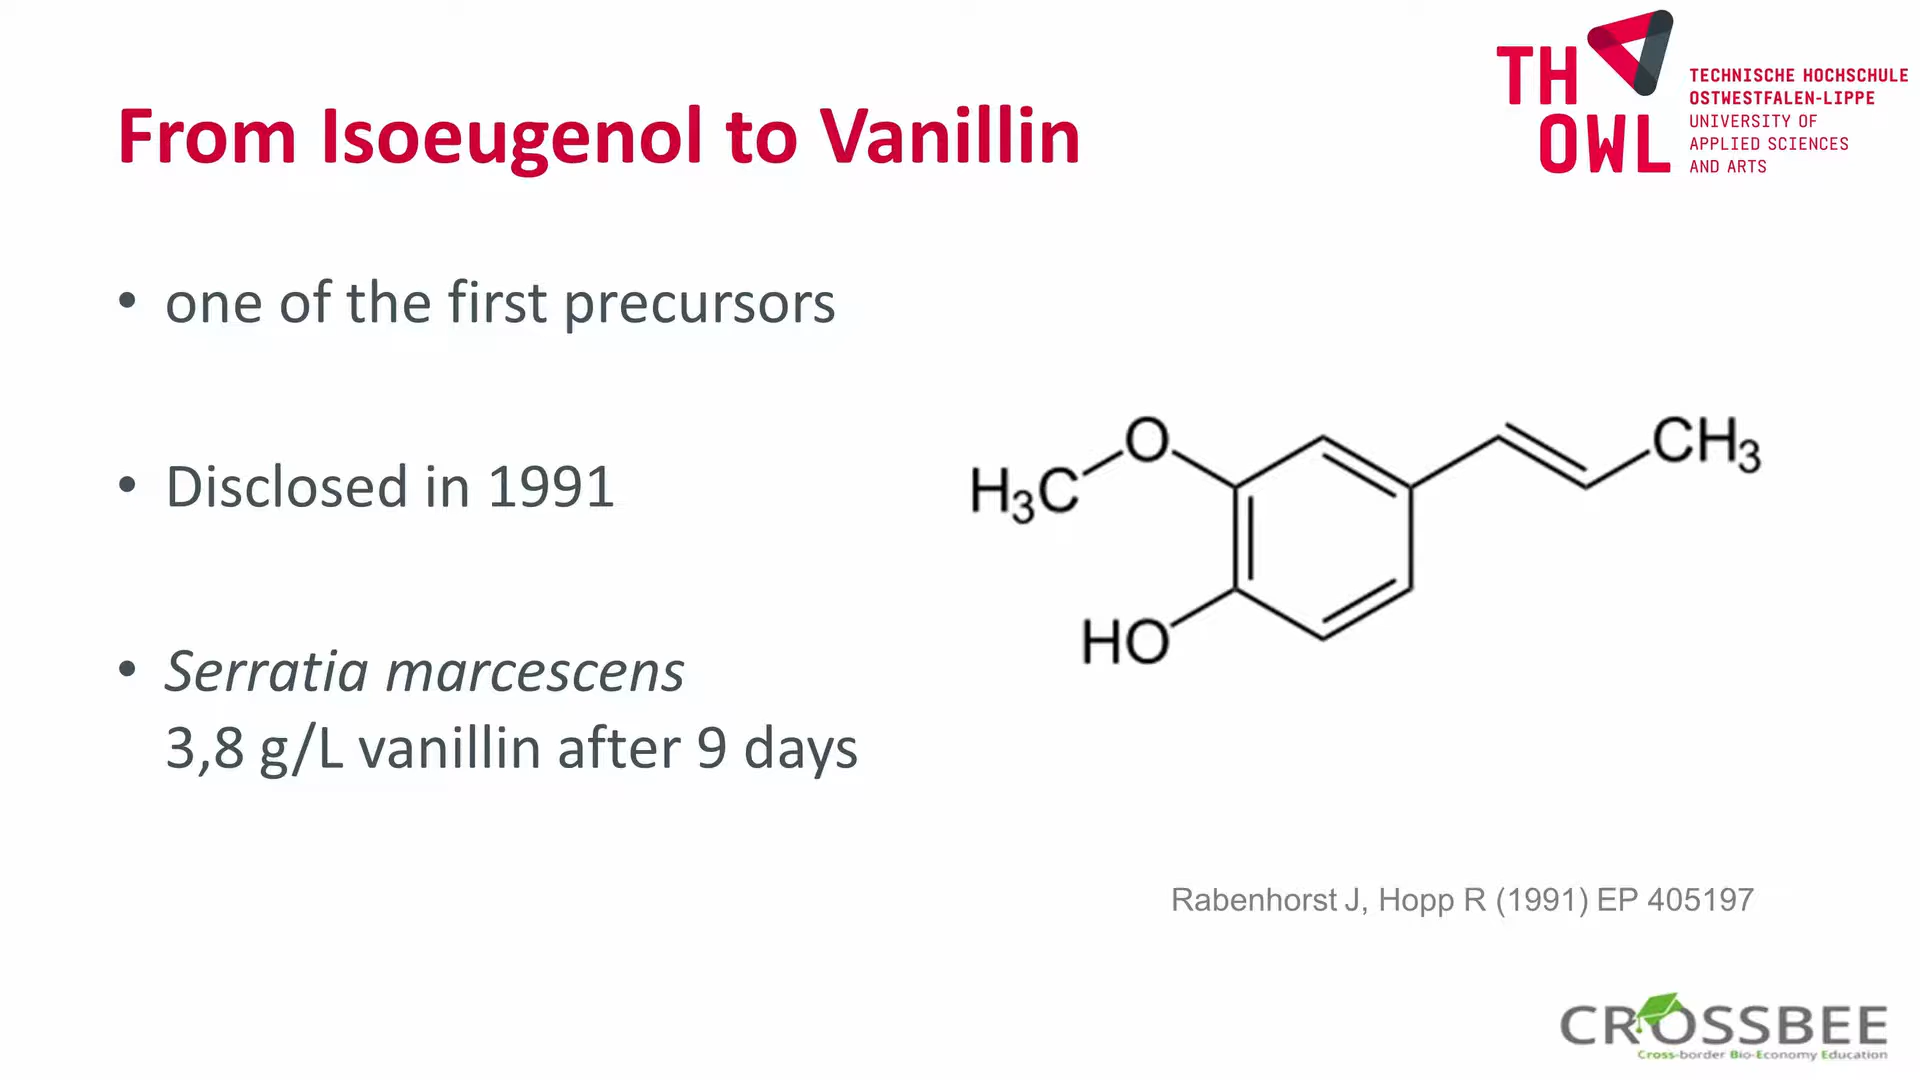 TH OWL
TECHNISCHE HOCHSCHULE
OSTWESTFALEN-LIPPE
UNIVERSITY OF
APPLIED SCIENCES
AND ARTS
From Isoeugenol to Vanillin
• one of the first precursors
• Disclosed in 1991
• Serratia marcescens
3,8 g/L vanillin after 9 days
H₃C O CH₃
HO
Rabenhorst J, Hopp R (1991) EP 405197
CROSSBEE
Cross-border Bio-Economy Education